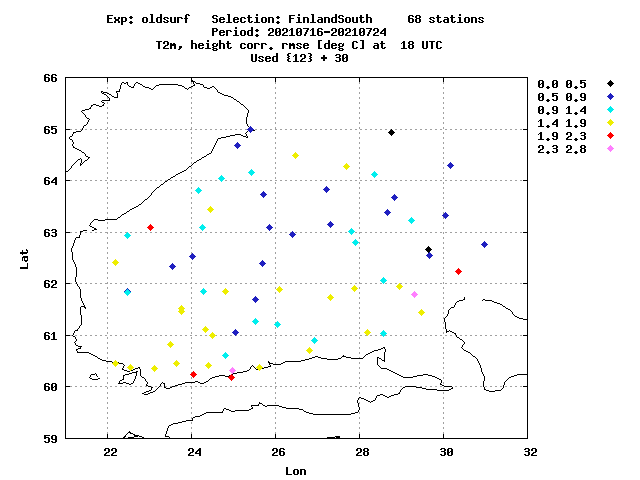 Exp: oldsurf   Selection: FinlandSouth     68 stations
Period: 20210716-20210724
T2m, height corr. rmse [deg C] at  18 UTC
Used {12} + 30
66
65
64
63
62
61
60
59
Lat
22 24 26 28 30 32
Lon
0.0 0.5
0.5 0.9
0.9 1.4
1.4 1.9
1.9 2.3
2.3 2.8